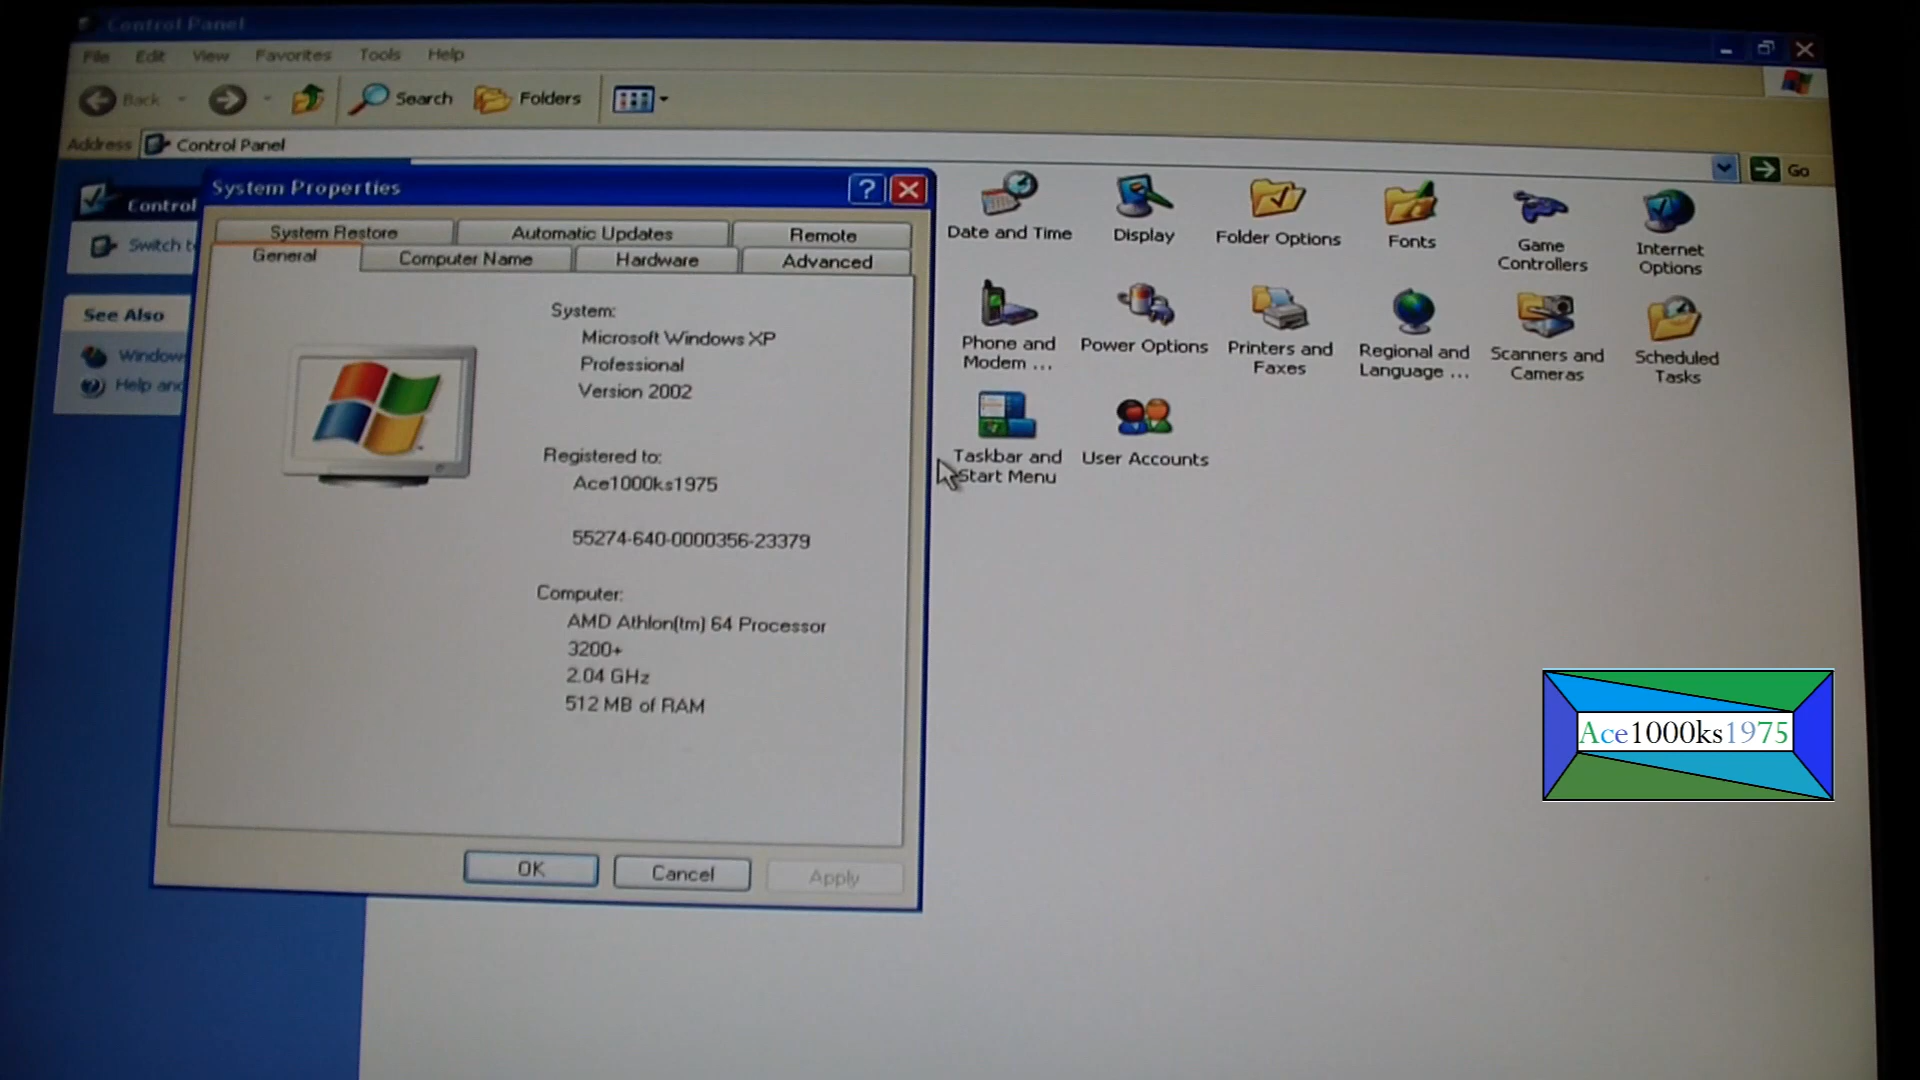 Control Panel
File Edit View Favorites Tools Help
Back Search Folders
Address Control Panel Go
Control
Switch t
See Also
Windows
Help and
System Properties
System Restore Automatic Updates Remote
General Computer Name Hardware Advanced
System:
Microsoft Windows XP
Professional
Version 2002
Registered to:
Ace1000ks1975
55274-640-0000356-23379
Computer:
AMD Athlon(tm) 64 Processor
3200+
2.04 GHz
512 MB of RAM
OK Cancel Apply
Date and Time
Display
Folder Options
Fonts
Game
Controllers
Internet
Options
Phone and
Modem ...
Power Options
Printers and
Faxes
Regional and
Language ...
Scanners and
Cameras
Scheduled
Tasks
Taskbar and
Start Menu
User Accounts
Ace1000ks1975